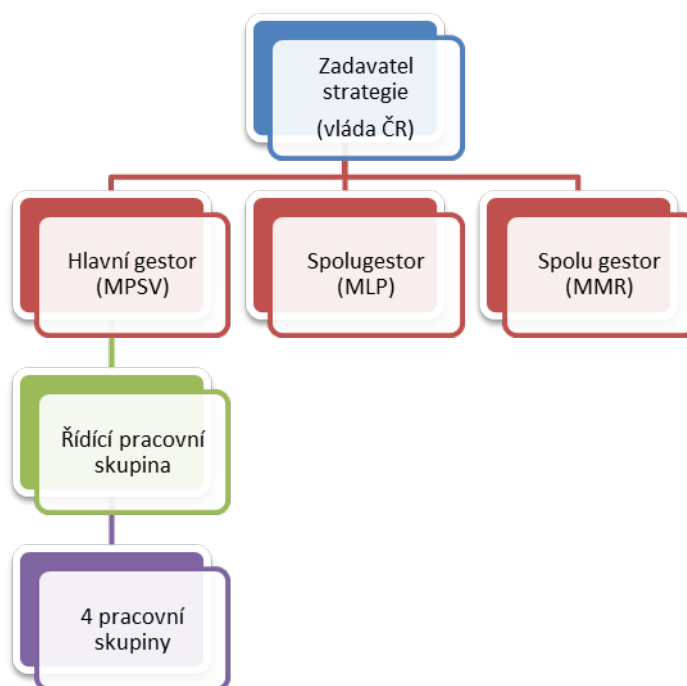 Zadavatel
strategie
(vláda ČR)
Hlavní gestor
(MPSV)
Spolugestor
(MLP)
Spolu gestor
(MMR)
Řídící pracovní
skupina
4 pracovní
skupiny